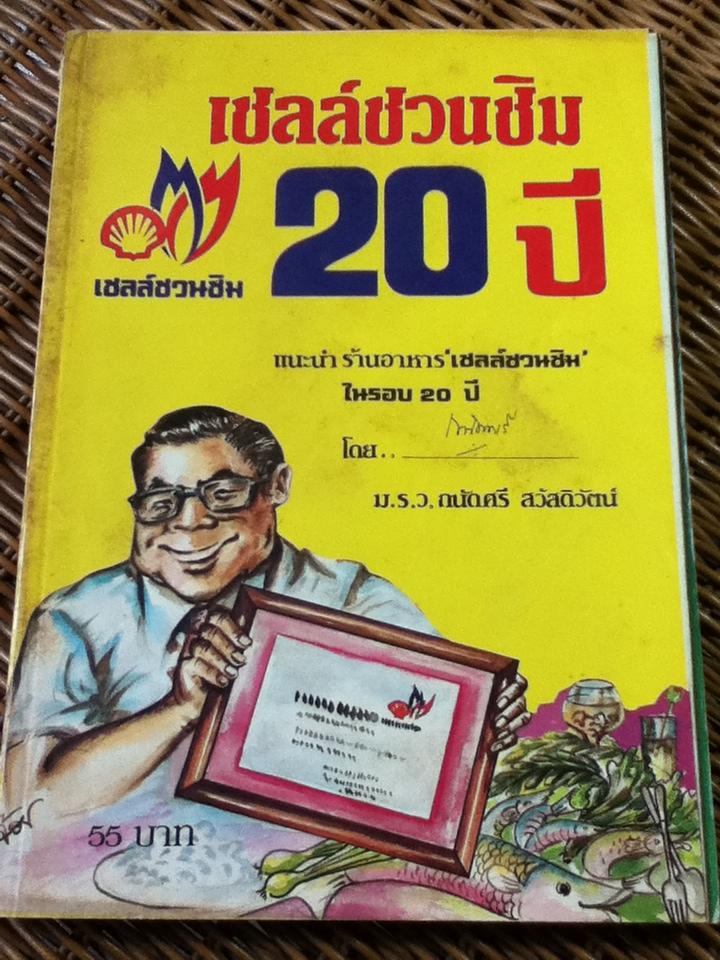 เชลล์ชวนชิม
20 ปี
เชลล์ชวนชิม
แนะนำ ร้านอาหาร 'เชลล์ชวนชิม'
ในรอบ 20 ปี
โดย..
ม.ร.ว. ถนัดศรี สวัสดิวัตน์
55 บาท